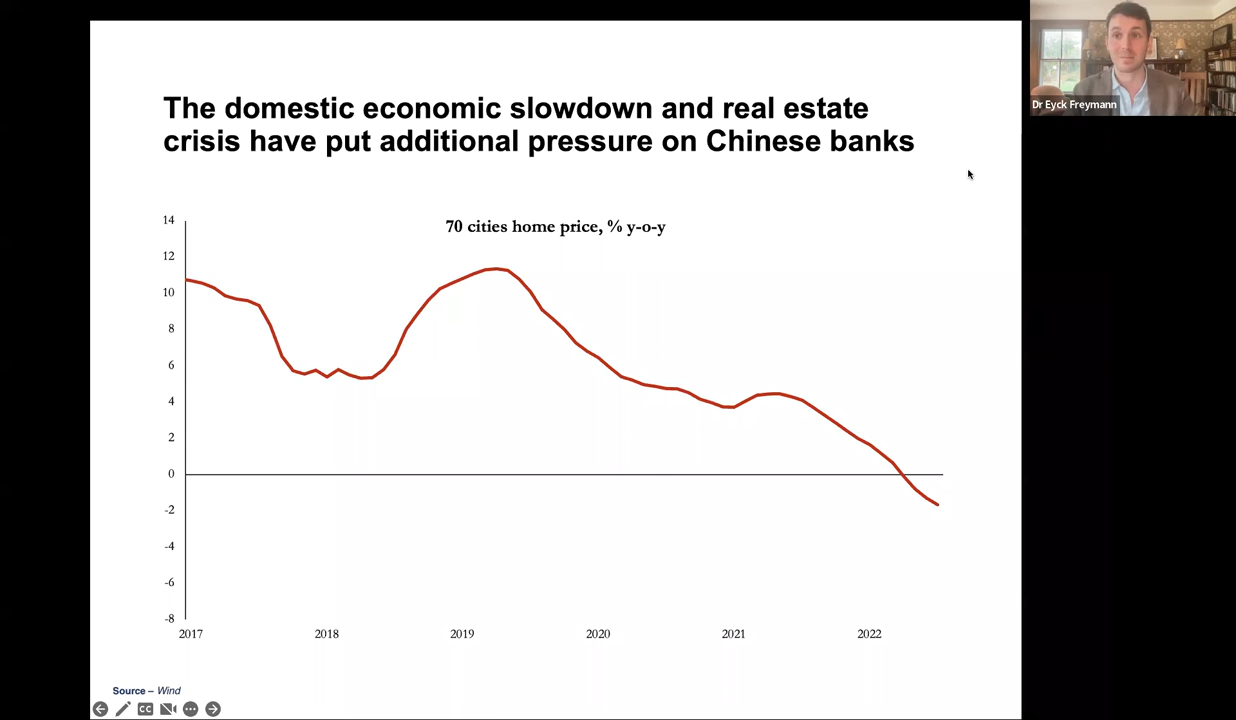 Dr Eyck Freymann
The domestic economic slowdown and real estate
crisis have put additional pressure on Chinese banks
70 cities home price, % y-o-y
14
12
10
8
6
4
2
0
-2
-4
-6
-8
2017 2018 2019 2020 2021 2022
Source – Wind
CC